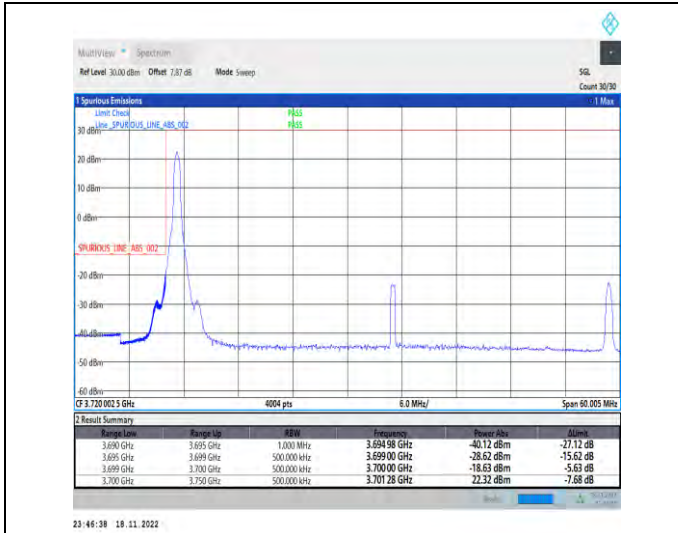 MultiView Spectrum
Ref Level 30.00 dBm Offset 7.87 dB Mode Sweep SGL
Count 30/30
1 Spurious Emissions 1 Max
Limit Check PASS
Line _SPURIOUS_LINE_ABS_002 PASS
30 dBm
20 dBm
10 dBm
0 dBm
_SPURIOUS_LINE_ABS_002
-20 dBm
-30 dBm
-40 dBm
-50 dBm
-60 dBm
CF 3.720 002 5 GHz 4004 pts 6.0 MHz/ Span 60.005 MHz
2 Result Summary
Range Low Range Up RBW Frequency Power Abs ΔLimit
3.690 GHz 3.695 GHz 1.000 MHz 3.694 98 GHz -40.12 dBm -27.12 dB
3.695 GHz 3.699 GHz 500.000 kHz 3.699 00 GHz -28.62 dBm -15.62 dB
3.699 GHz 3.700 GHz 500.000 kHz 3.700 00 GHz -18.63 dBm -5.63 dB
3.700 GHz 3.750 GHz 500.000 kHz 3.701 28 GHz 22.32 dBm -7.68 dB
23:46:38 18.11.2022